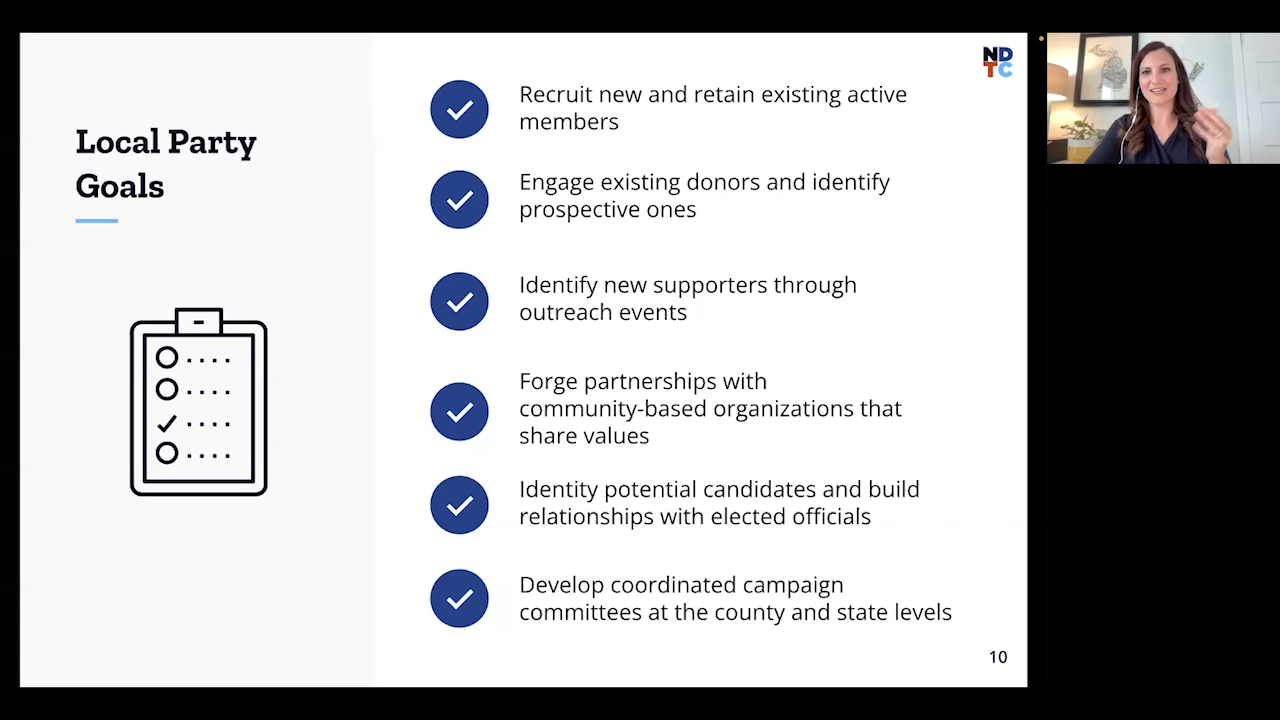 ND
TC
Local Party
Goals
Recruit new and retain existing active
members
Engage existing donors and identify
prospective ones
Identify new supporters through
outreach events
Forge partnerships with
community-based organizations that
share values
Identity potential candidates and build
relationships with elected officials
Develop coordinated campaign
committees at the county and state levels
10